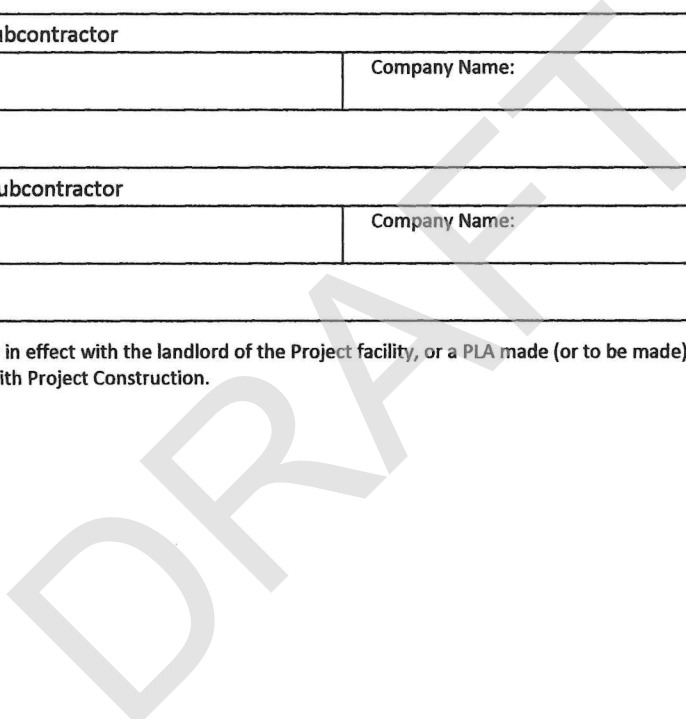 ubcontractor
Company Name:
ubcontractor
Company Name:
in effect with the landlord of the Project facility, or a PLA made (or to be made)
ith Project Construction.
DRAFT